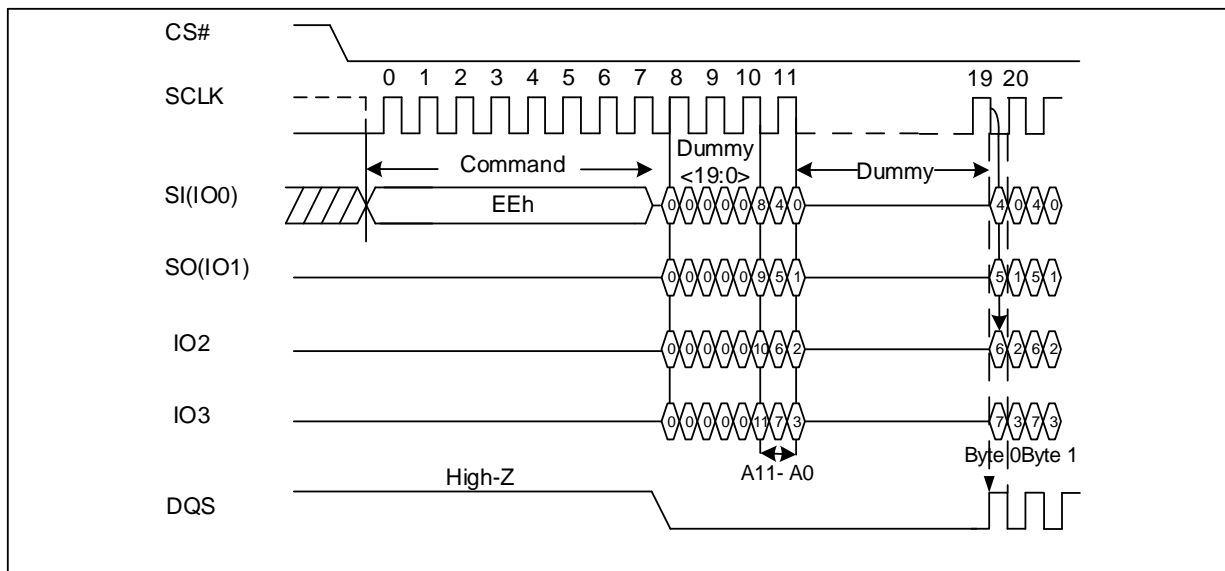 CS#
0 1 2 3 4 5 6 7 8 9 10 11 19 20
SCLK
Command Dummy
<19:0> Dummy
SI(IO0) EEh 0 0 0 0 0 8 4 0 4 0 4 0
SO(IO1) 0 0 0 0 0 9 5 1 5 1 5 1
IO2 0 0 0 0 0 10 6 2 6 2 6 2
IO3 0 0 0 0 0 11 7 3 7 3 7 3
A11- A0 Byte 0 Byte 1
High-Z
DQS